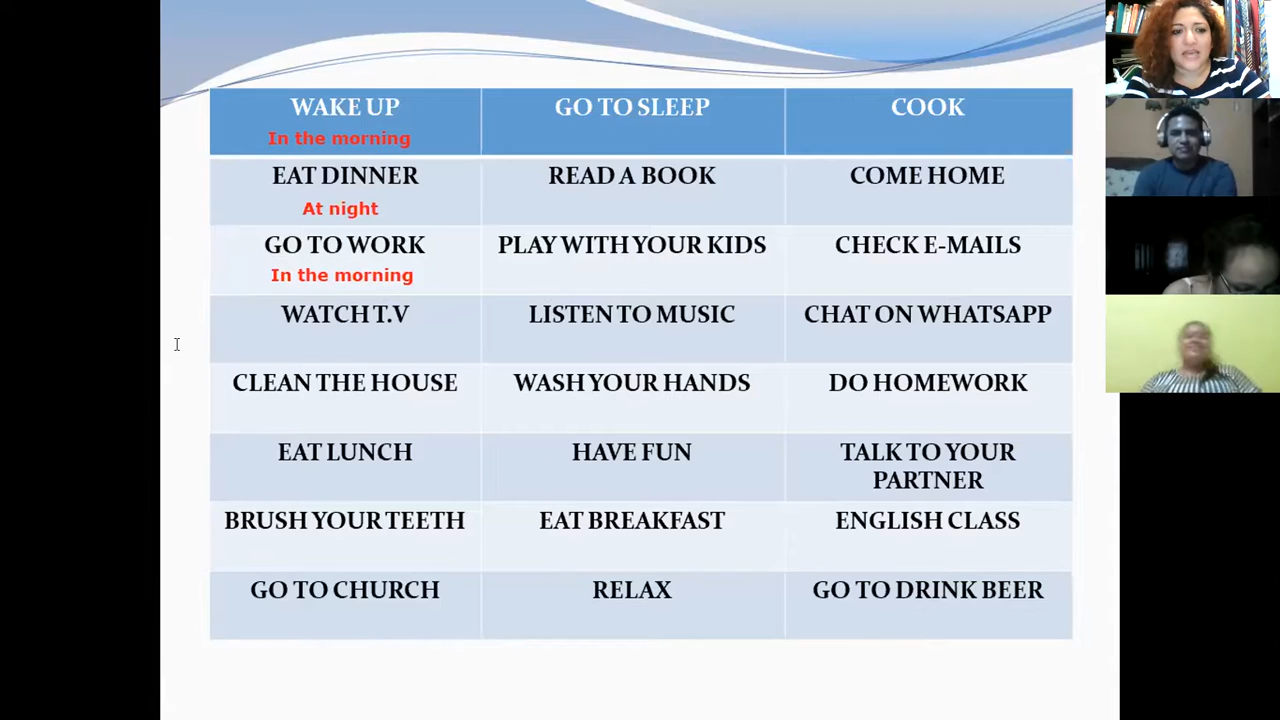 WAKE UP
In the morning
GO TO SLEEP
COOK
EAT DINNER
At night
READ A BOOK
COME HOME
GO TO WORK
In the morning
PLAY WITH YOUR KIDS
CHECK E-MAILS
WATCH T.V
LISTEN TO MUSIC
CHAT ON WHATSAPP
CLEAN THE HOUSE
WASH YOUR HANDS
DO HOMEWORK
EAT LUNCH
HAVE FUN
TALK TO YOUR
PARTNER
BRUSH YOUR TEETH
EAT BREAKFAST
ENGLISH CLASS
GO TO CHURCH
RELAX
GO TO DRINK BEER